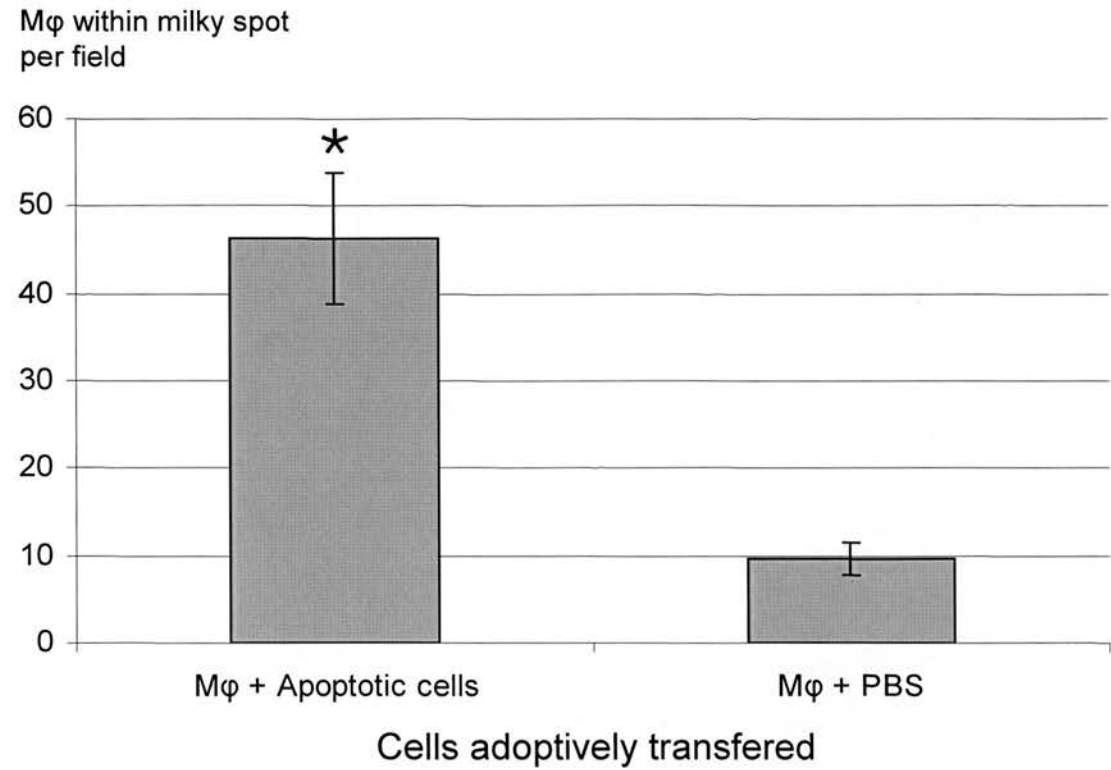 Mφ within milky spot
per field
60
50
40
30
20
10
0
*
Mφ + Apoptotic cells
Mφ + PBS
Cells adoptively transfered